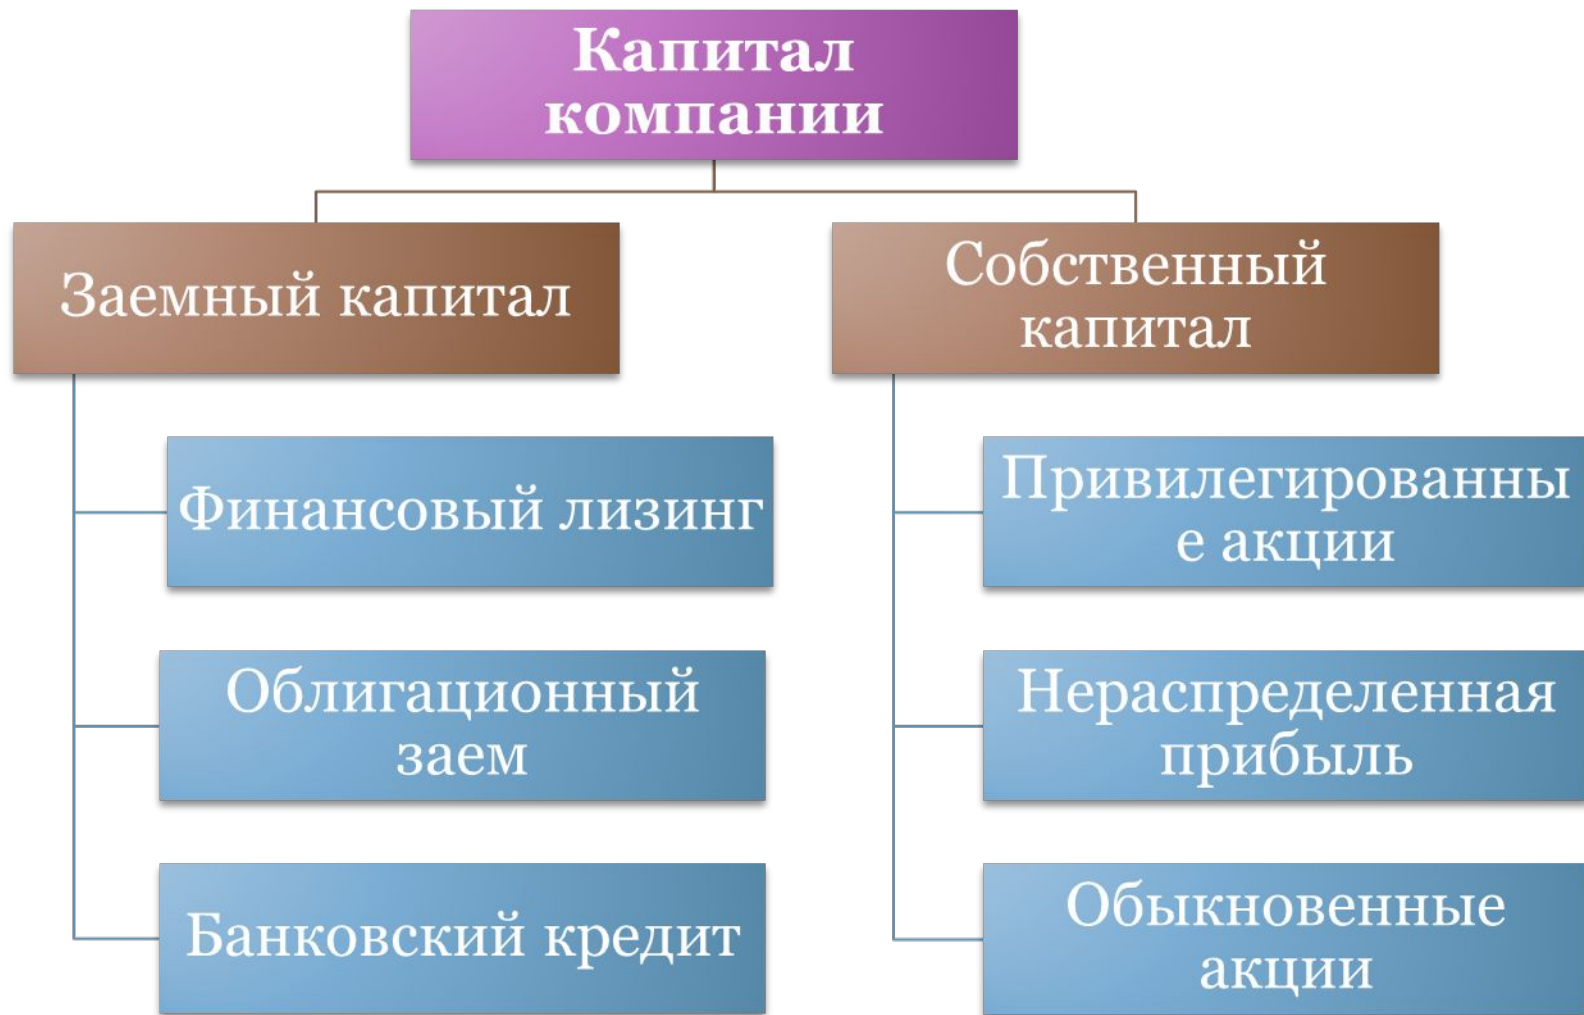 Капитал
компании
Заемный капитал
Собственный
капитал
Финансовый лизинг
Привилегированны
е акции
Облигационный
заем
Нераспределенная
прибыль
Банковский кредит
Обыкновенные
акции